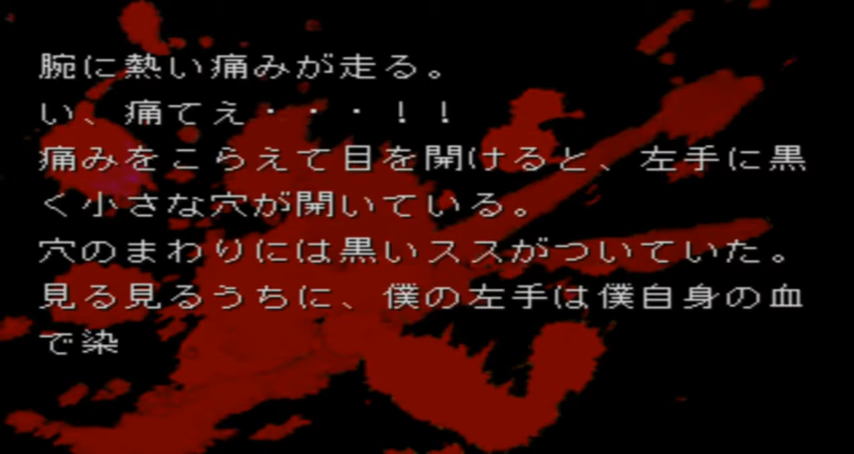 腕に熱い痛みが走る。
い、痛てえ・・・！！
痛みをこらえて目を開けると、左手に黒
く小さな穴が開いている。
穴のまわりには黒いススがついていた。
見る見るうちに、僕の左手は僕自身の血
で染